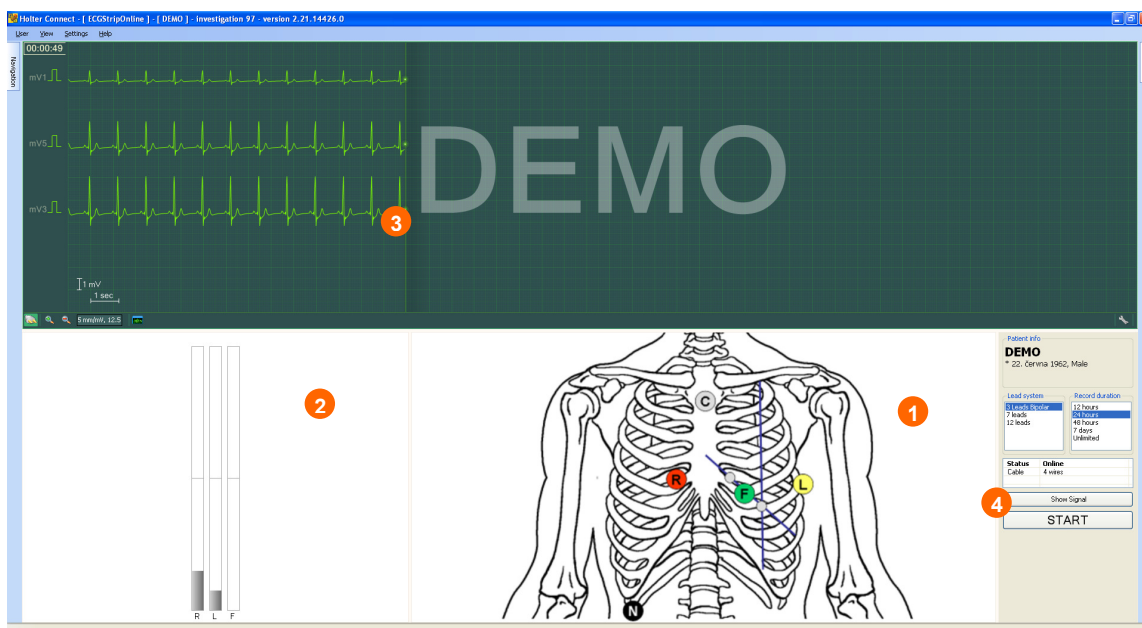 Holter Connect - [ ECGStripOnline ] - [ DEMO ] - investigation 97 - version 2.21.14426.0
User View Settings Help
Navigation
00:00:49
mV1
mV5
mV3
DEMO
3
1 mV
1 sec
5 mm/mV, 12.5
2
R L F
C
R
F
L
N
1
Patient info
DEMO
* 22. června 1962, Male
Lead system
3 Leads Bipolar
7 leads
12 leads
Record duration
12 hours
24 hours
48 hours
7 days
Unlimited
Status Online
Cable 4 wires
4
Show Signal
START